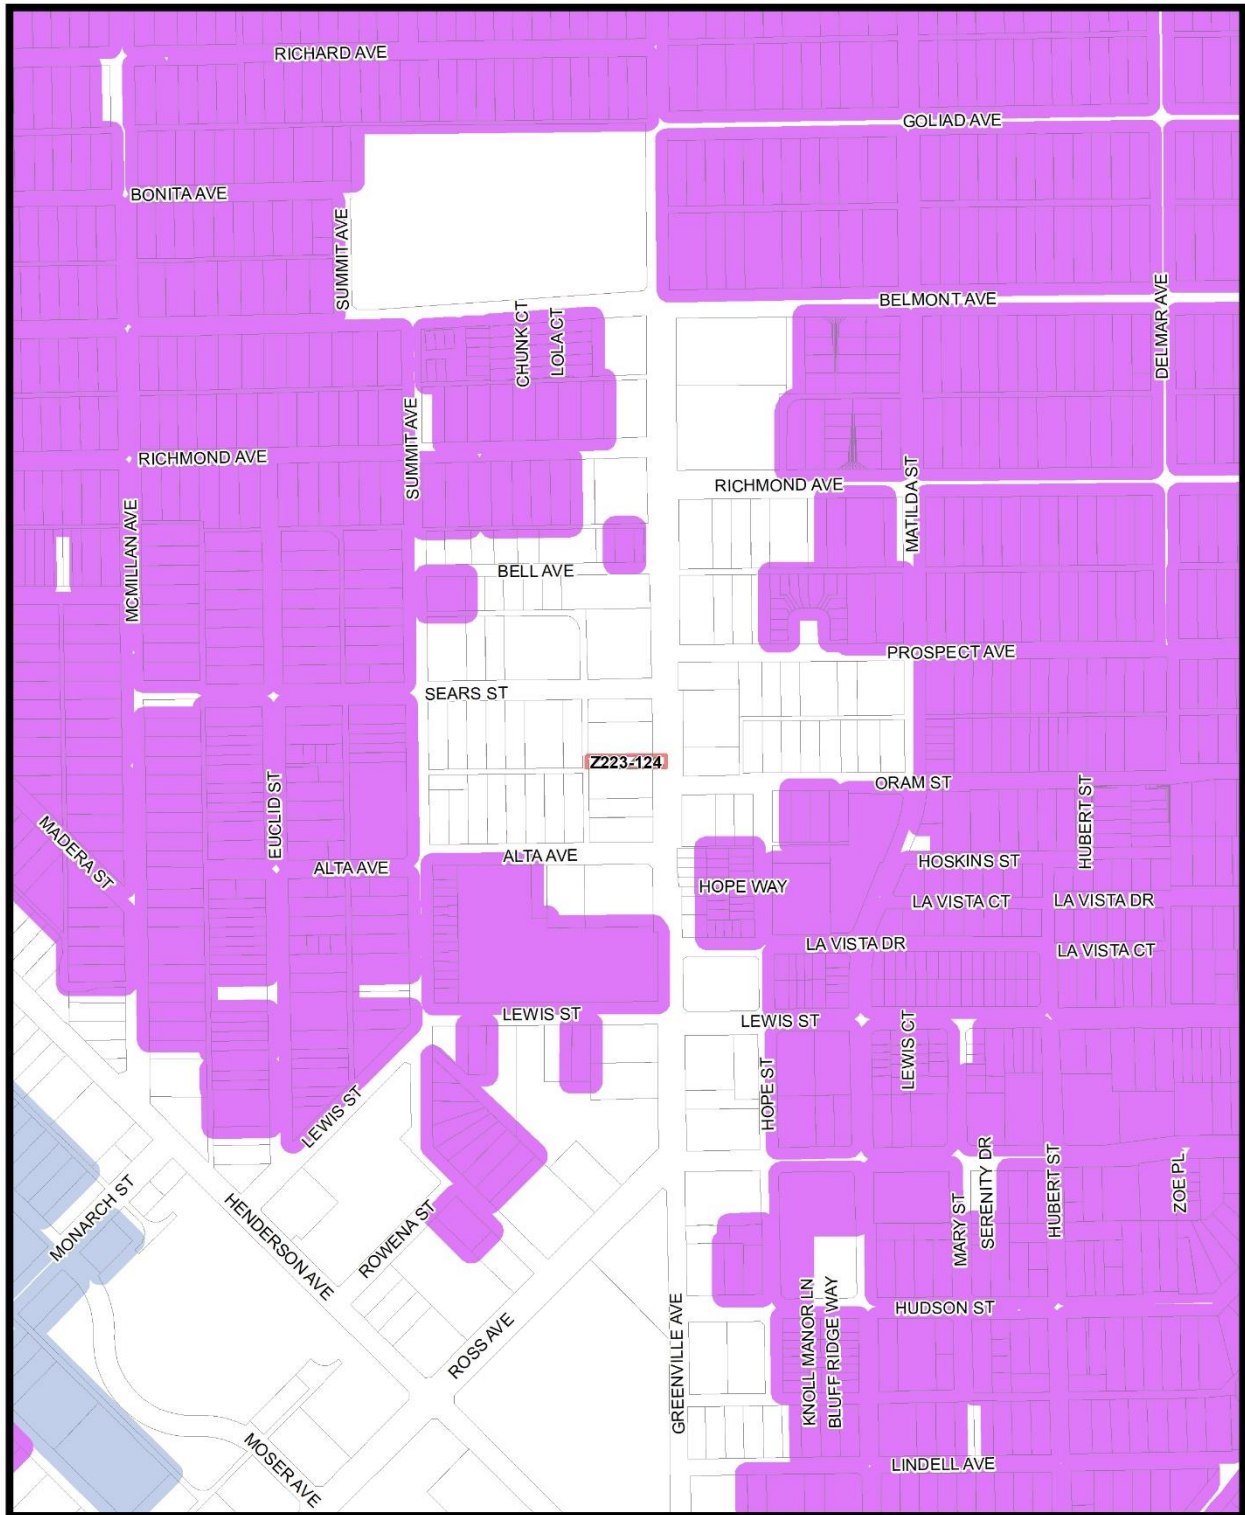 RICHARD AVE
GOLIAD AVE
BONITA AVE
SUMMIT AVE
BELMONT AVE
DELMAR AVE
CHUNK CT
LOLA CT
SUMMIT AVE
RICHMOND AVE
RICHMOND AVE
MATILDA ST
MCMILLAN AVE
BELL AVE
PROSPECT AVE
SEARS ST
Z223-124
ORAM ST
EUCLID ST
HUBERT ST
MADERA ST
ALTA AVE
ALTA AVE
HOSKINS ST
HOPE WAY
LA VISTA CT
LA VISTA DR
LA VISTA DR
LA VISTA CT
LEWIS ST
LEWIS ST
LEWIS CT
HOPE ST
LEWIS ST
MONARCH ST
HENDERSON AVE
ROWENA ST
MARY ST
SERENITY DR
HUBERT ST
ZOE PL
HUDSON ST
ROSS AVE
GREENVILLE AVE
KNOLL MANOR LN
BLUFF RIDGE WAY
MOSER AVE
LINDELL AVE